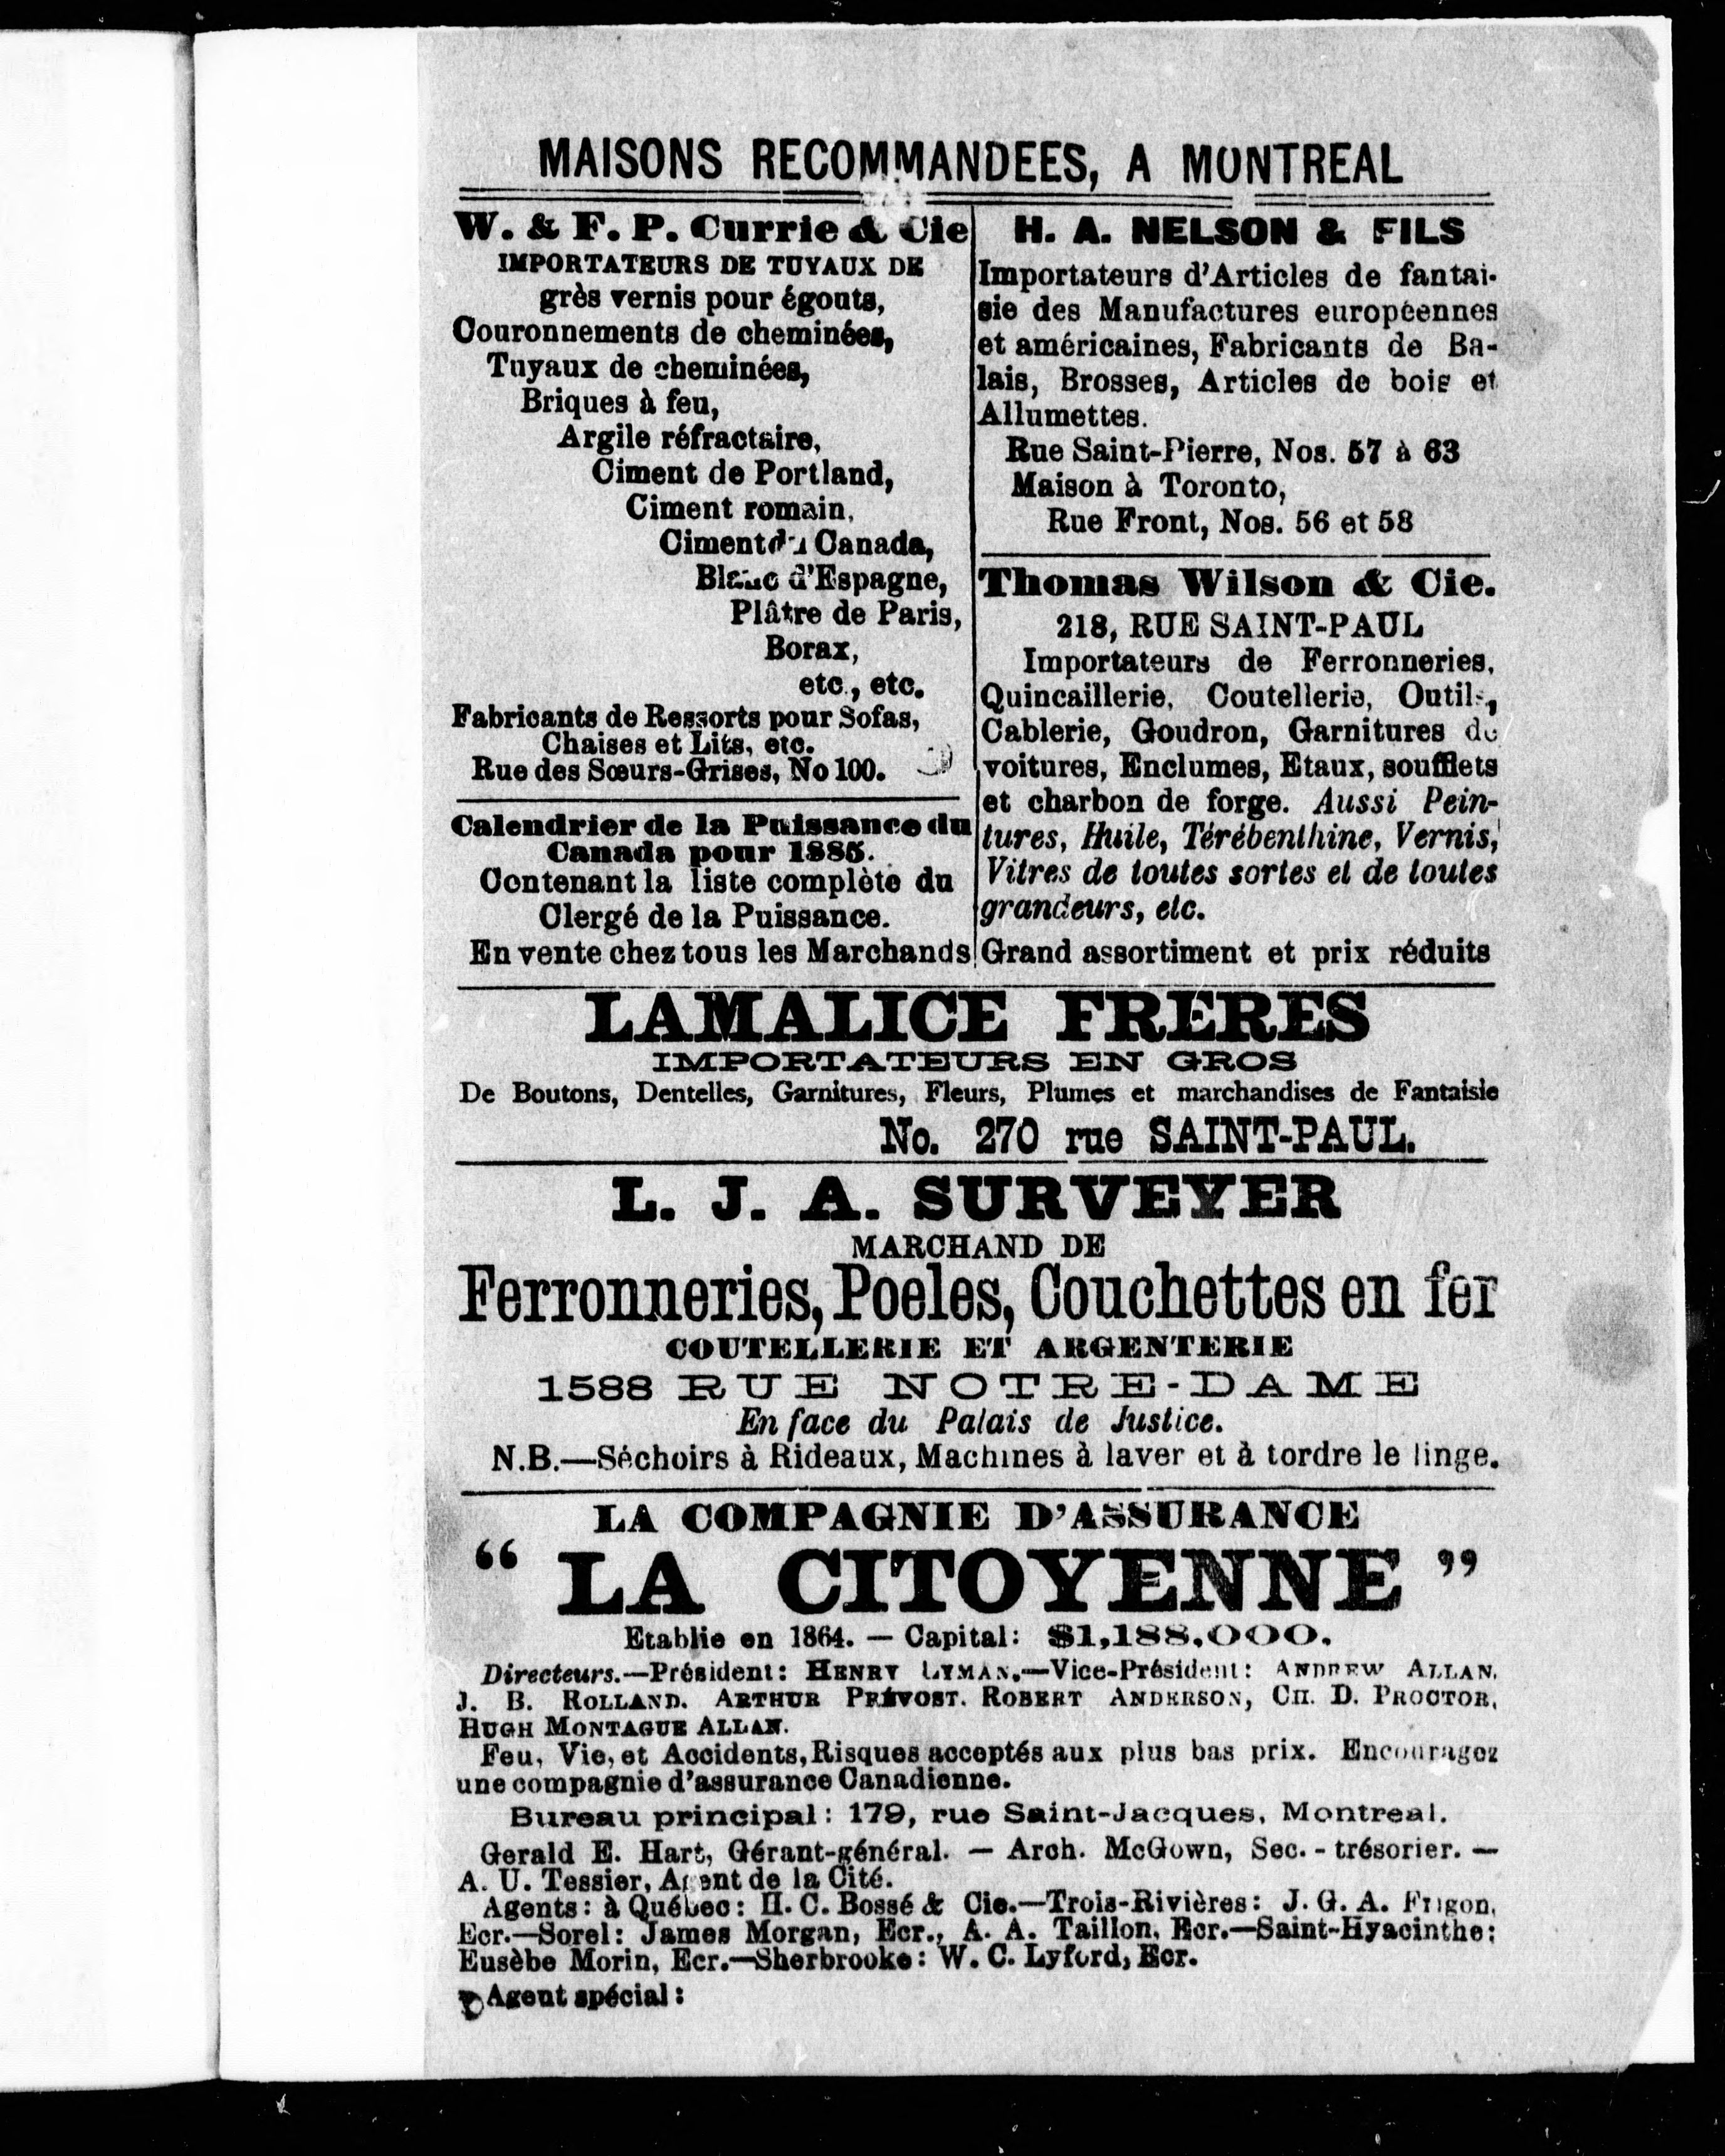 MAISONS RECOMMANDEES, A MONTREAL
W. & F. P. Currie & Cie
IMPORTATEURS DE TUYAUX DE
grès vernis pour égouts,
Couronnements de cheminées,
Tuyaux de cheminées,
Briques à feu,
Argile réfractaire,
Ciment de Portland,
Ciment romain,
Ciment du Canada,
Blanc d'Espagne,
Plâtre de Paris,
Borax,
etc., etc.
Fabricants de Ressorts pour Sofas,
Chaises et Lits, etc.
Rue des Sœurs-Grises, No 100.
Calendrier de la Puissance du
Canada pour 1885.
Contenant la liste complète du
Clergé de la Puissance.
En vente chez tous les Marchands
H. A. NELSON & FILS
Importateurs d'Articles de fantai-
sie des Manufactures européennes
et américaines, Fabricants de Ba-
lais, Brosses, Articles de bois et
Allumettes.
Rue Saint-Pierre, Nos. 57 à 63
Maison à Toronto,
Rue Front, Nos. 56 et 58
Thomas Wilson & Cie.
218, RUE SAINT-PAUL
Importateurs de Ferronneries,
Quincaillerie, Coutellerie, Outils,
Cablerie, Goudron, Garnitures de
voitures, Enclumes, Etaux, soufflets
et charbon de forge. Aussi Pein-
tures, Huile, Térébenthine, Vernis,
Vitres de toutes sortes et de toutes
grandeurs, etc.
Grand assortiment et prix réduits
LAMALICE FRERES
IMPORTATEURS EN GROS
De Boutons, Dentelles, Garnitures, Fleurs, Plumes et marchandises de Fantaisie
No. 270 rue SAINT-PAUL.
L. J. A. SURVEYER
MARCHAND DE
Ferronneries, Poeles, Couchettes en fer
COUTELLERIE ET ARGENTERIE
1588 RUE NOTRE-DAME
En face du Palais de Justice.
N.B.—Séchoirs à Rideaux, Machines à laver et à tordre le linge.
LA COMPAGNIE D'ASSURANCE
“ LA CITOYENNE ”
Etablie en 1864. — Capital: $1,188,000.
Directeurs.—Président: HENRY LYMAN.—Vice-Président: ANDREW ALLAN,
J. B. ROLLAND. ARTHUR PRÉVOST. ROBERT ANDERSON, CH. D. PROCTOR,
HUGH MONTAGUE ALLAN.
Feu, Vie, et Accidents, Risques acceptés aux plus bas prix. Encouragez
une compagnie d'assurance Canadienne.
Bureau principal: 179, rue Saint-Jacques, Montreal.
Gerald E. Hart, Gérant-général. — Arch. McGown, Sec. - trésorier. —
A. U. Tessier, Agent de la Cité.
Agents: à Québec: H. C. Bossé & Cie.—Trois-Rivières: J. G. A. Frigon,
Ecr.—Sorel: James Morgan, Ecr., A. A. Taillon, Ecr.—Saint-Hyacinthe:
Eusèbe Morin, Ecr.—Sherbrooke: W. C. Lyford, Ecr.
Agent spécial: